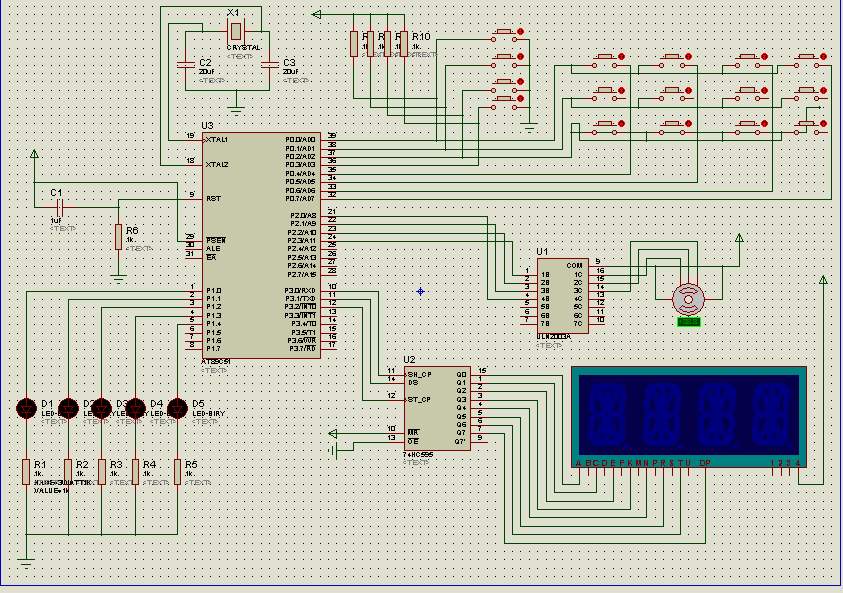 X1
CRYSTAL
<TEXT>
C2
20uF
<TEXT>
C3
20uF
<TEXT>
R10
1k
<TEXT>
U3
19 XTAL1
18 XTAL2
9 RST
29 PSEN
30 ALE
31 EA
1 P1.0
2 P1.1
3 P1.2
4 P1.3
5 P1.4
6 P1.5
7 P1.6
8 P1.7
P0.0/AD0 39
P0.1/AD1 38
P0.2/AD2 37
P0.3/AD3 36
P0.4/AD4 35
P0.5/AD5 34
P0.6/AD6 33
P0.7/AD7 32
P2.0/A8 21
P2.1/A9 22
P2.2/A10 23
P2.3/A11 24
P2.4/A12 25
P2.5/A13 26
P2.6/A14 27
P2.7/A15 28
P3.0/RXD 10
P3.1/TXD 11
P3.2/INT0 12
P3.3/INT1 13
P3.4/T0 14
P3.5/T1 15
P3.6/WR 16
P3.7/RD 17
AT89C51
<TEXT>
C1
1uF
<TEXT>
R6
1k
<TEXT>
U1
1 1B
2 2B
3 3B
4 4B
5 5B
6 6B
7 7B
COM 9
1C 16
2C 15
3C 14
4C 13
5C 12
6C 11
7C 10
ULN2003A
<TEXT>
U2
11 SH_CP
14 DS
12 ST_CP
10 MR
13 OE
Q0 15
Q1 1
Q2 2
Q3 3
Q4 4
Q5 5
Q6 6
Q7 7
Q7' 9
74HC595
<TEXT>
D1
D4
D5
LED-BIRY
<TEXT>
R1
1k
VALUE=1k
R2
1k
R3
1k
<TEXT>
R4
1k
<TEXT>
R5
1k
<TEXT>
A B C D E F K M N P R S T U DP 1 2 3 4